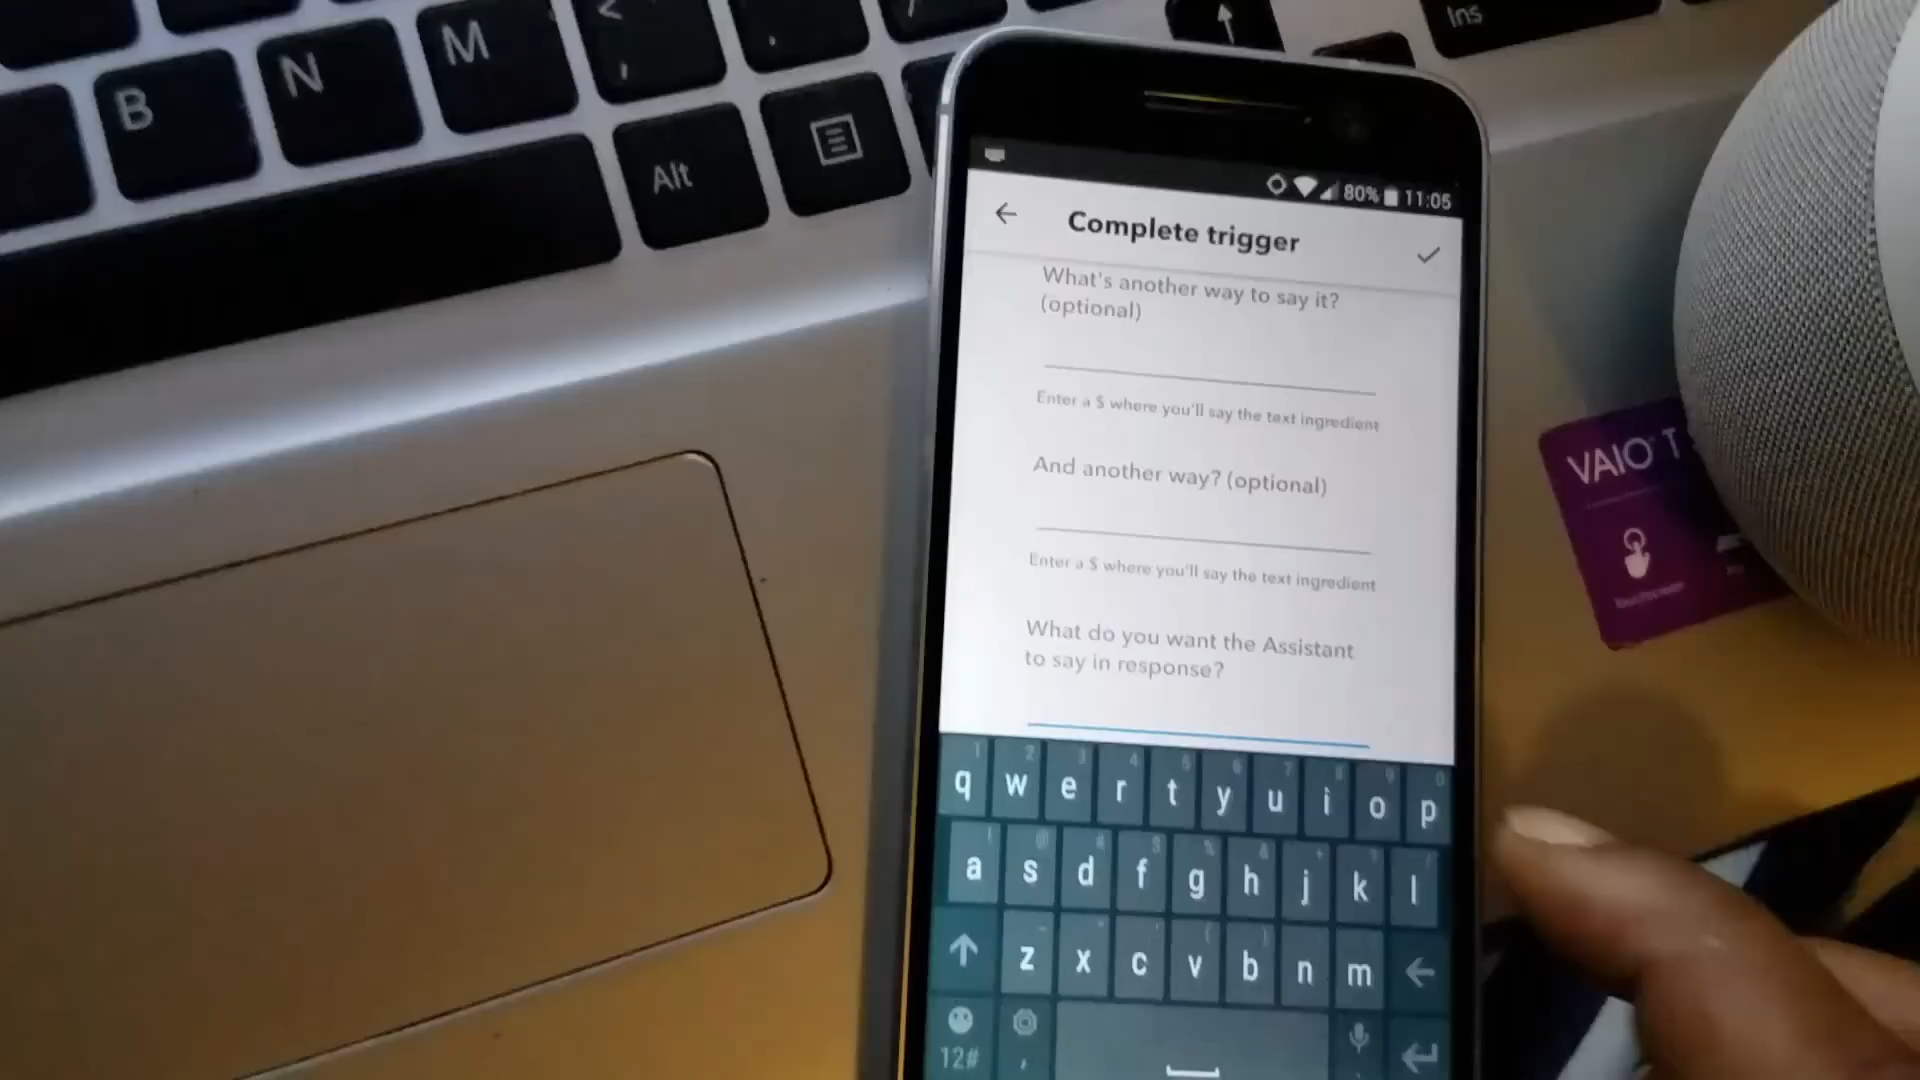 B N M < ,
.
Alt
Ins
80% 11:05
Complete trigger
What's another way to say it?
(optional)
Enter a $ where you'll say the text ingredient
And another way? (optional)
Enter a $ where you'll say the text ingredient
What do you want the Assistant
to say in response?
q w e r t y u i o p
a s d f g h j k l
z x c v b n m
12# ,
VAIO T